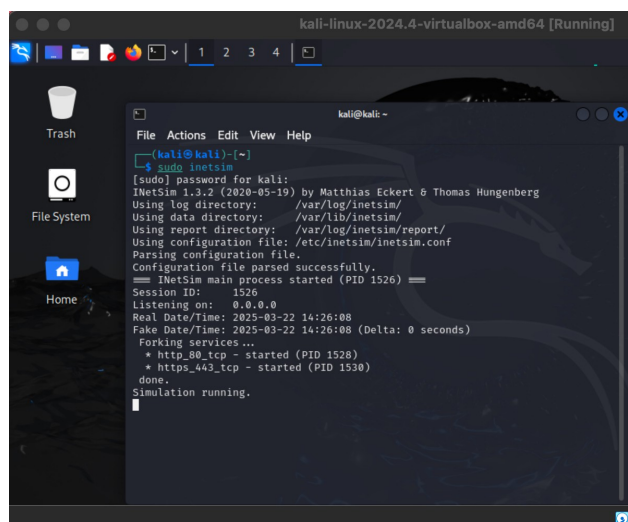 kali-linux-2024.4-virtualbox-amd64 [Running]
1 2 3 4
Trash
File System
Home
kali@kali: ~
File Actions Edit View Help
┌──(kali㉿kali)-[~]
└─$ sudo inetsim
[sudo] password for kali:
INetSim 1.3.2 (2020-05-19) by Matthias Eckert & Thomas Hungenberg
Using log directory:      /var/log/inetsim/
Using data directory:     /var/lib/inetsim/
Using report directory:   /var/log/inetsim/report/
Using configuration file: /etc/inetsim/inetsim.conf
Parsing configuration file.
Configuration file parsed successfully.
=== INetSim main process started (PID 1526) ===
Session ID:     1526
Listening on:   0.0.0.0
Real Date/Time: 2025-03-22 14:26:08
Fake Date/Time: 2025-03-22 14:26:08 (Delta: 0 seconds)
 Forking services ...
  * http_80_tcp - started (PID 1528)
  * https_443_tcp - started (PID 1530)
 done.
Simulation running.